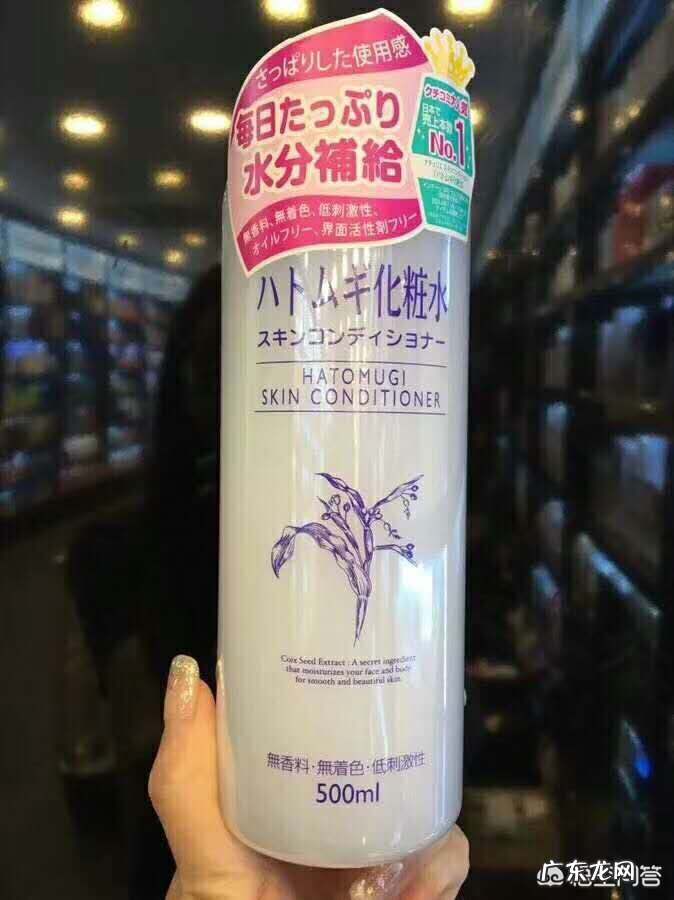 さっぱりした使用感
毎日たっぷり
水分補給
無香料、無着色、低刺激性、
オイルフリー、界面活性剤フリー
クチコミ
日本で
売上本数
No.1
ハトムギ化粧水
スキンコンディショナー
HATOMUGI
SKIN CONDITIONER
Coix Seed Extract : A secret ingredient
that moisturizes your face and body
for smooth and beautiful skin.
無香料・無着色・低刺激性
500ml
广东龙网